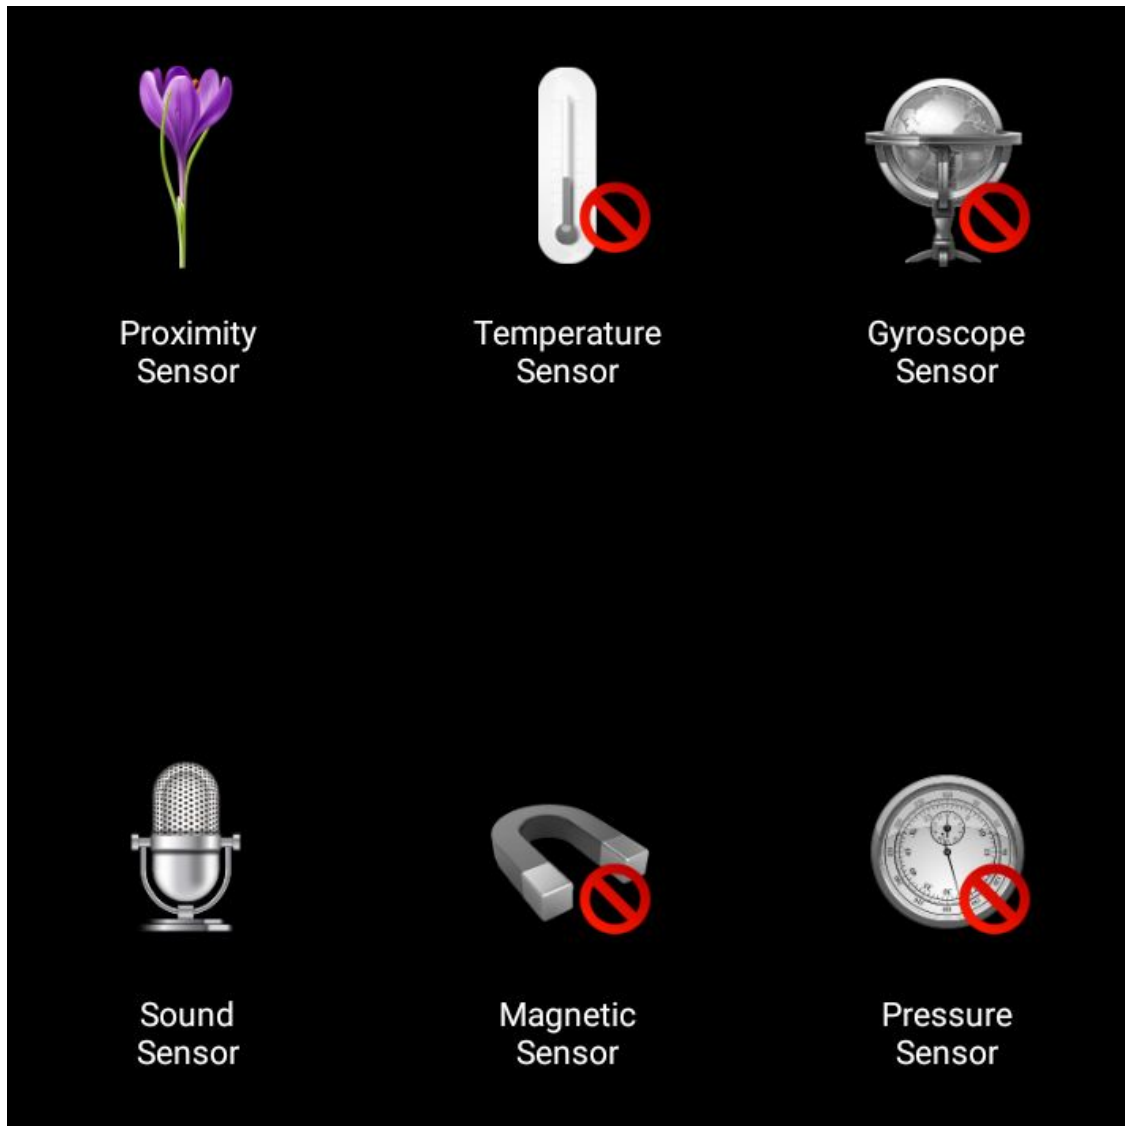 Proximity
Sensor
Temperature
Sensor
Gyroscope
Sensor
Sound
Sensor
Magnetic
Sensor
Pressure
Sensor